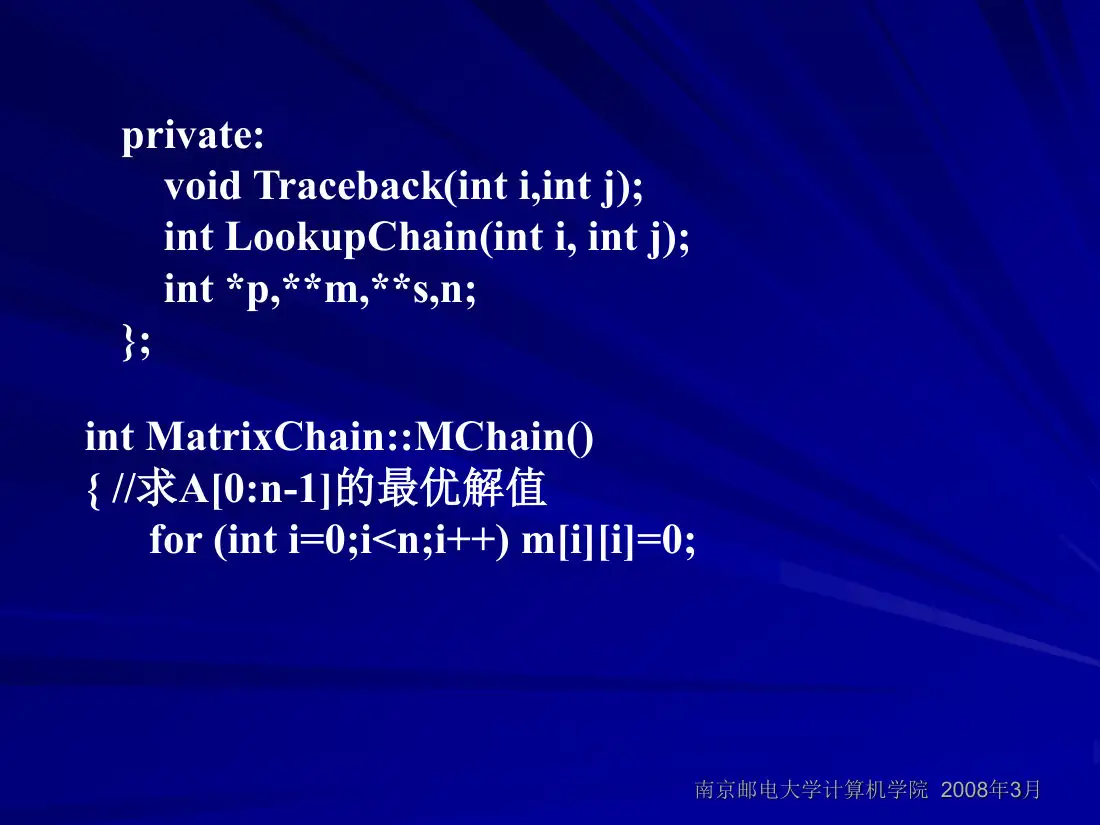 private:
void Traceback(int i,int j);
int LookupChain(int i, int j);
int *p,**m,**s,n;
};
int MatrixChain::MChain()
{ //求A[0:n-1]的最优解值
for (int i=0;i<n;i++) m[i][i]=0;
南京邮电大学计算机学院 2008年3月